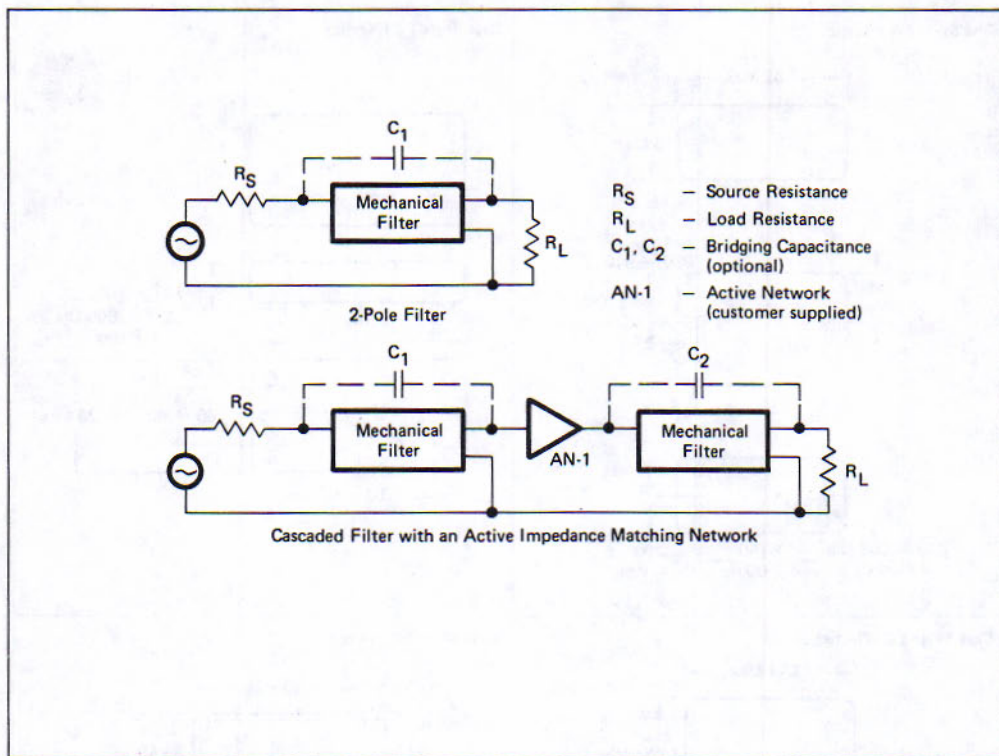 C1
RS
Mechanical
Filter
RL
2-Pole Filter
RS – Source Resistance
RL – Load Resistance
C1, C2 – Bridging Capacitance
(optional)
AN-1 – Active Network
(customer supplied)
C1
RS
Mechanical
Filter
AN-1
C2
Mechanical
Filter
RL
Cascaded Filter with an Active Impedance Matching Network